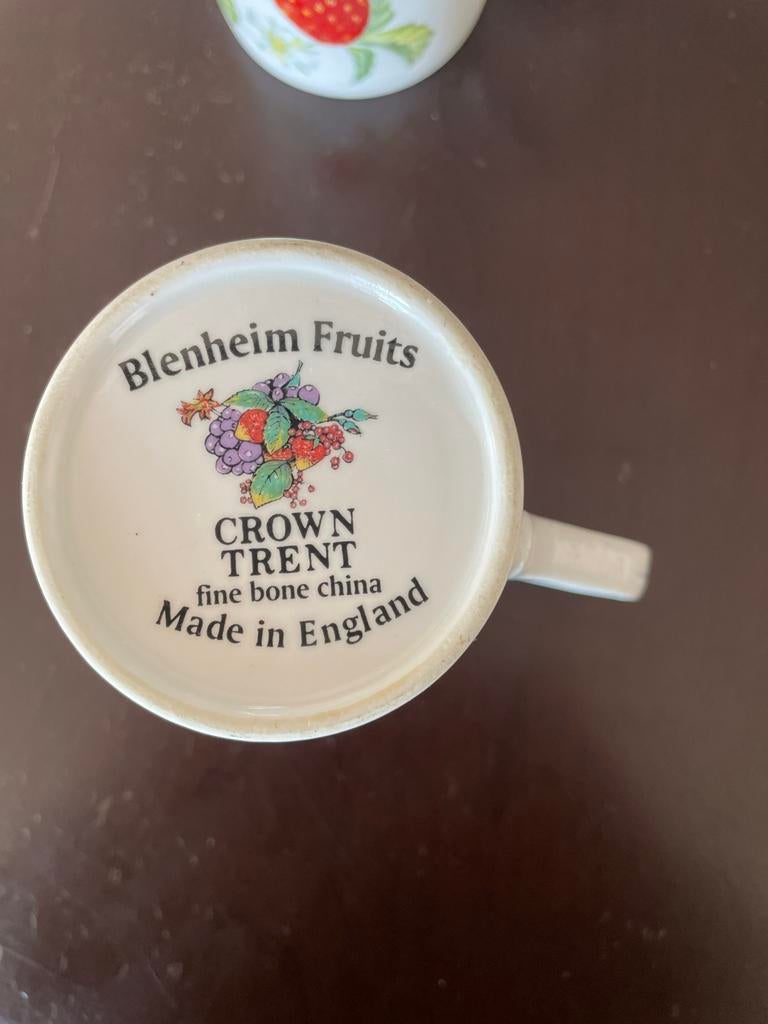 Blenheim Fruits
CROWN
TRENT
fine bone china
Made in England